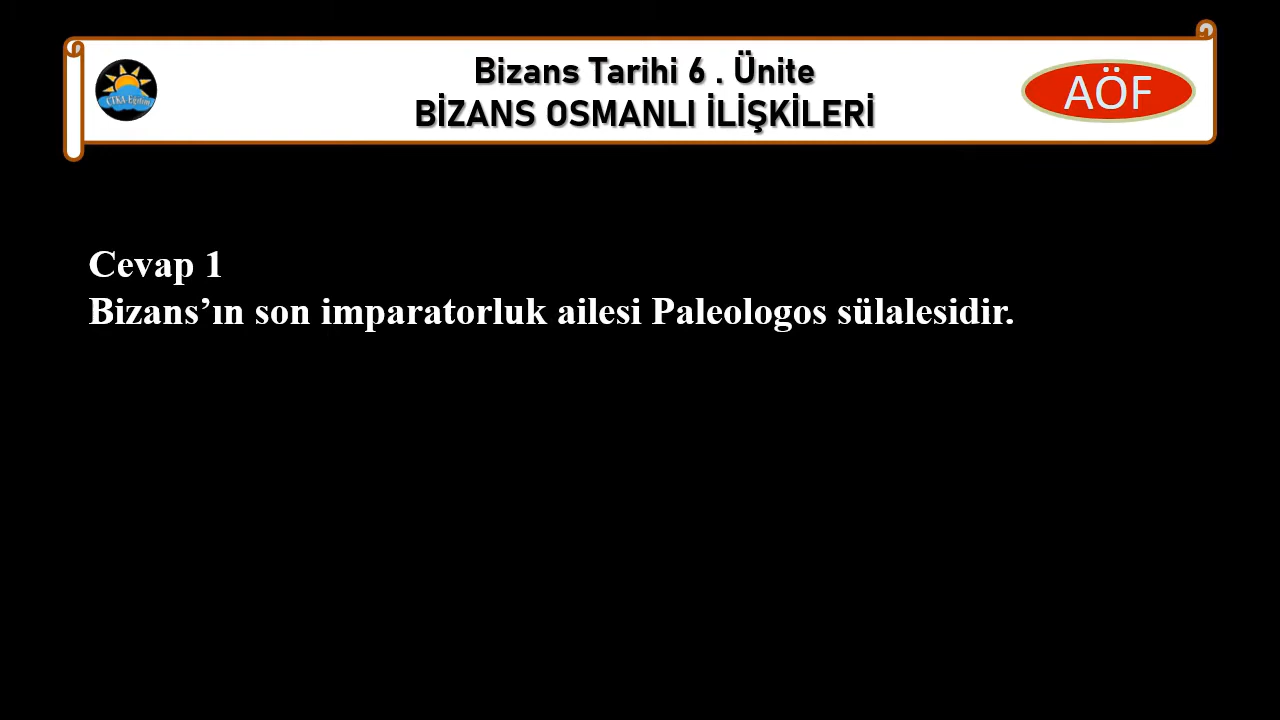 Bizans Tarihi 6 . Ünite
BİZANS OSMANLI İLİŞKİLERİ
AÖF
Cevap 1
Bizans’ın son imparatorluk ailesi Paleologos sülalesidir.